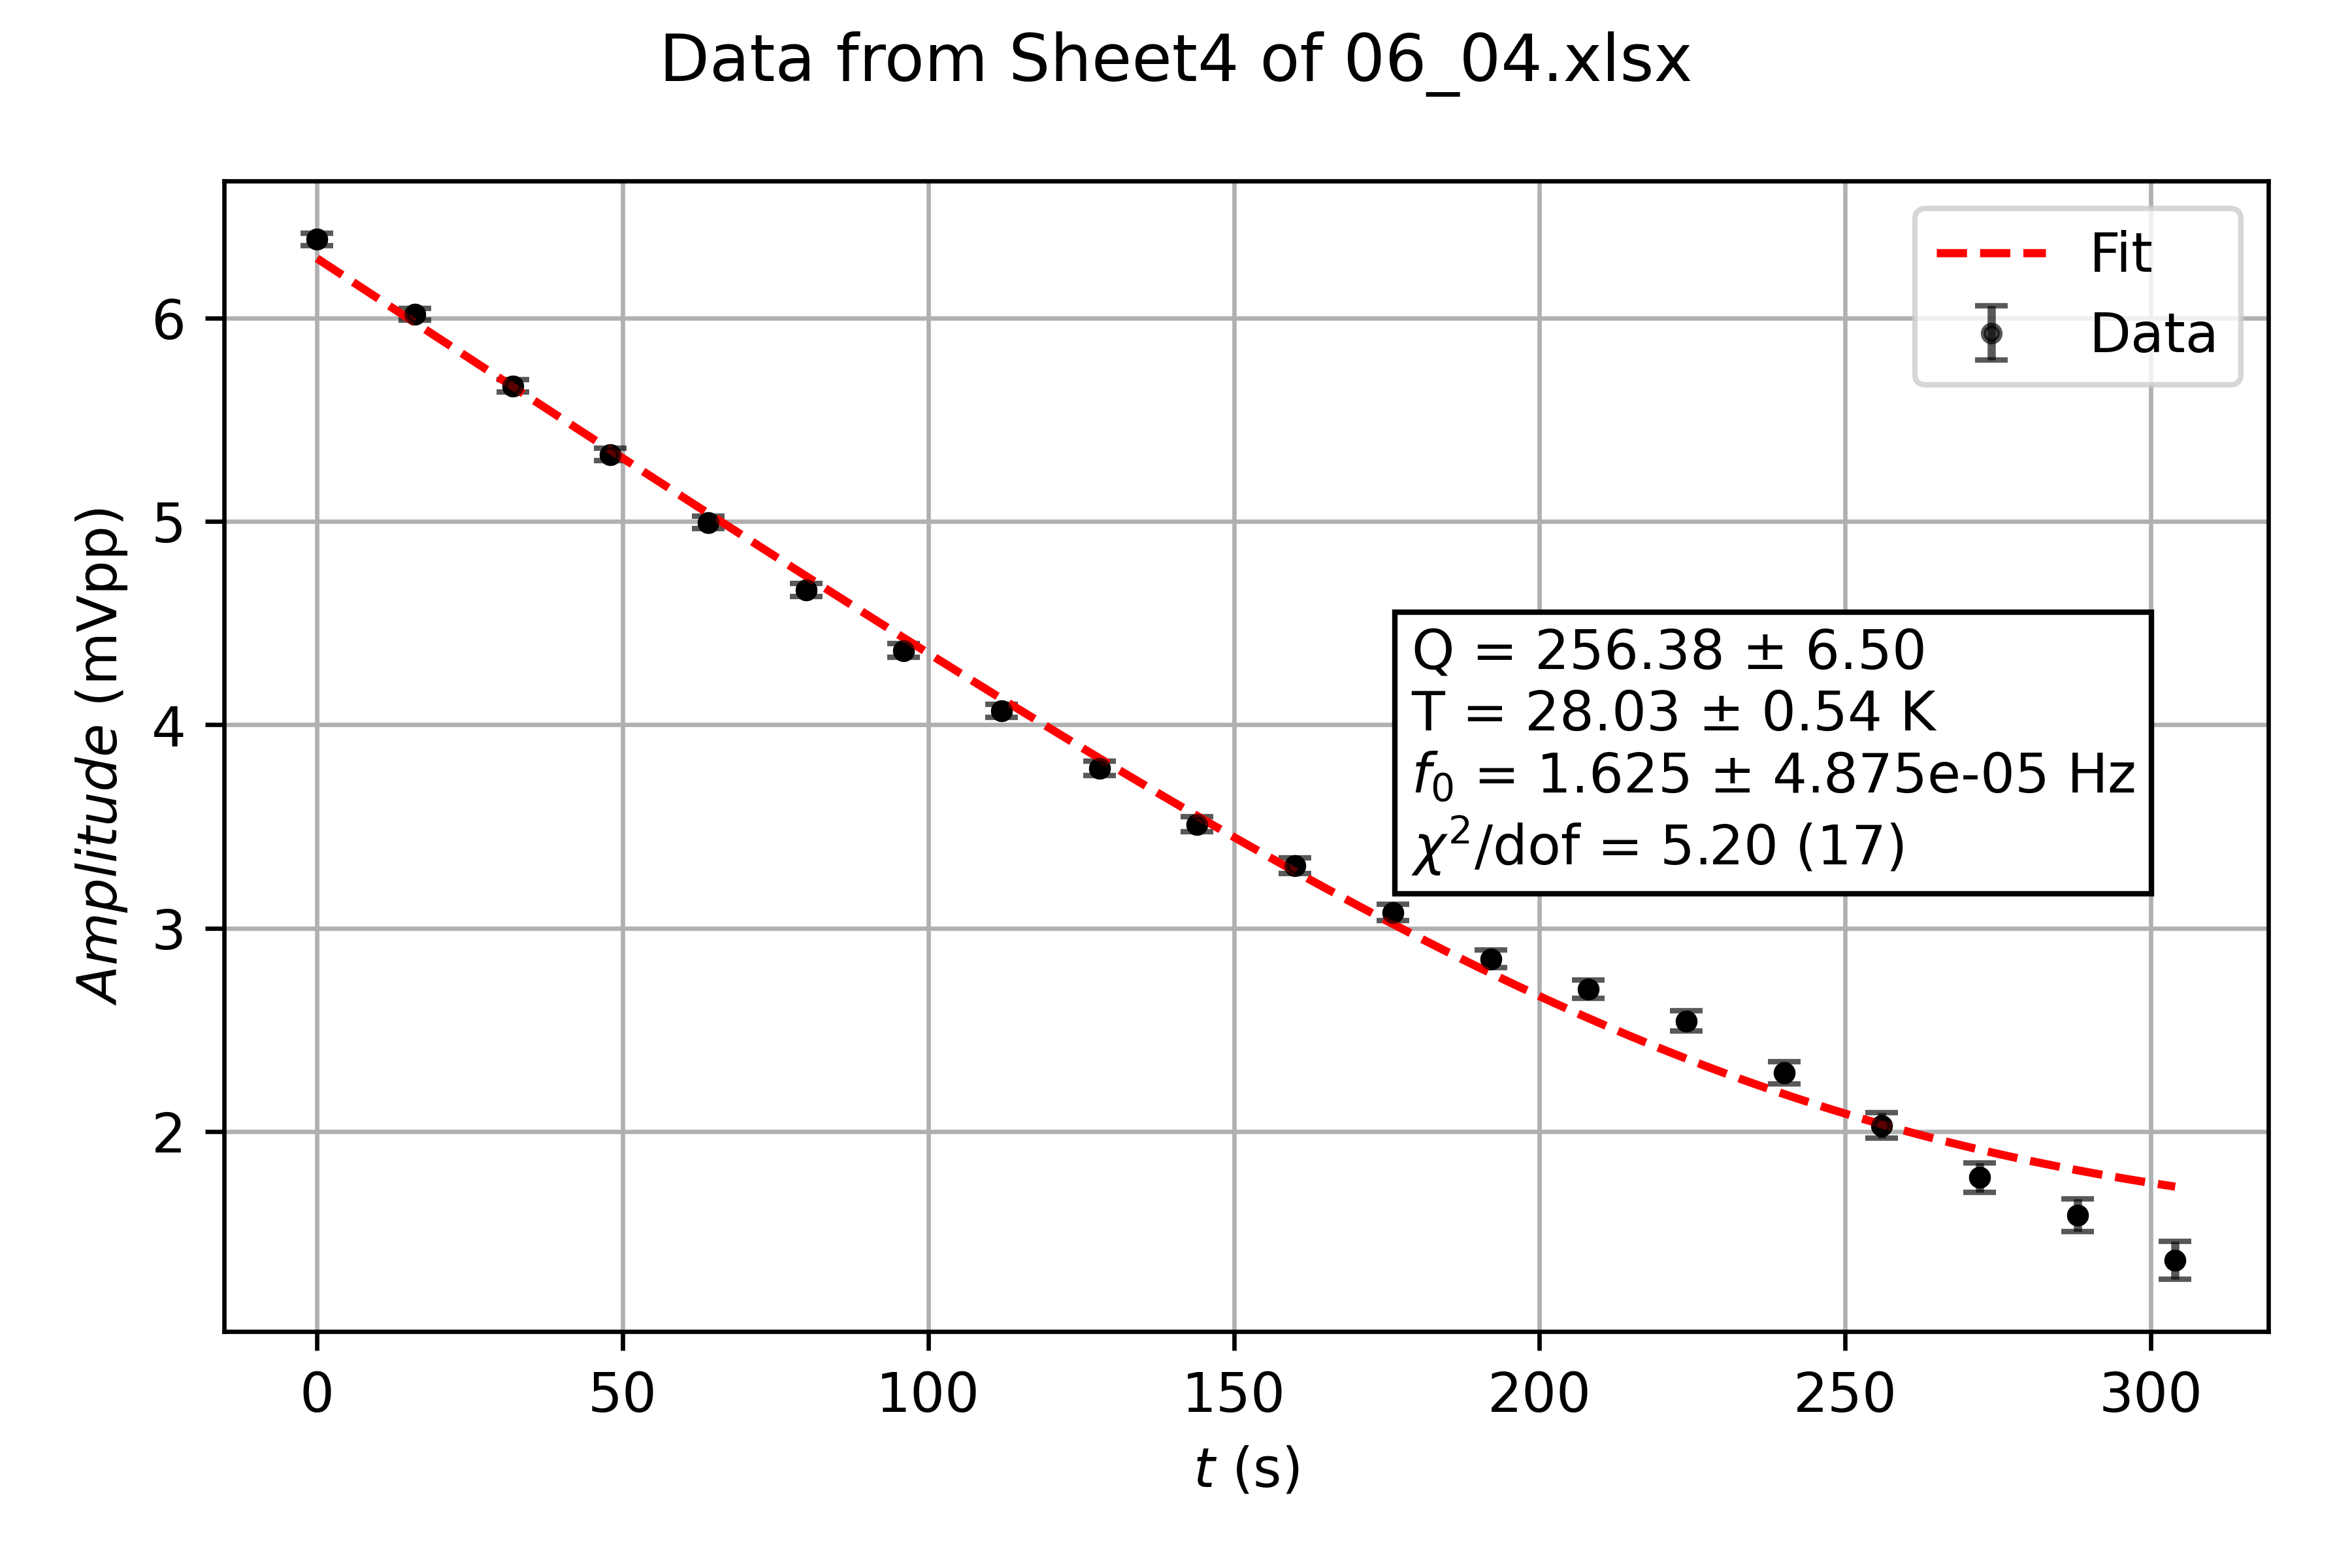 Data from Sheet4 of 06_04.xlsx
Fit
Data
6
5
4
3
2
Amplitude (mVpp)
Q = 256.38 ± 6.50
T = 28.03 ± 0.54 K
f₀ = 1.625 ± 4.875e-05 Hz
χ²/dof = 5.20 (17)
0 50 100 150 200 250 300
t (s)